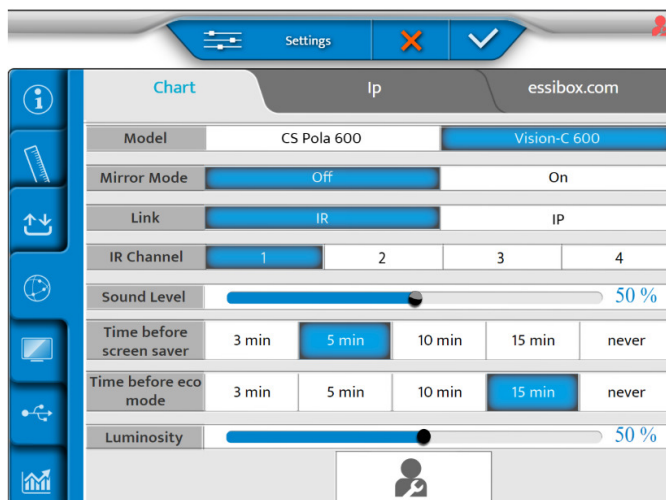 Settings
Chart Ip essibox.com
Model CS Pola 600 Vision-C 600
Mirror Mode Off On
Link IR IP
IR Channel 1 2 3 4
Sound Level 50 %
Time before
screen saver 3 min 5 min 10 min 15 min never
Time before eco
mode 3 min 5 min 10 min 15 min never
Luminosity 50 %